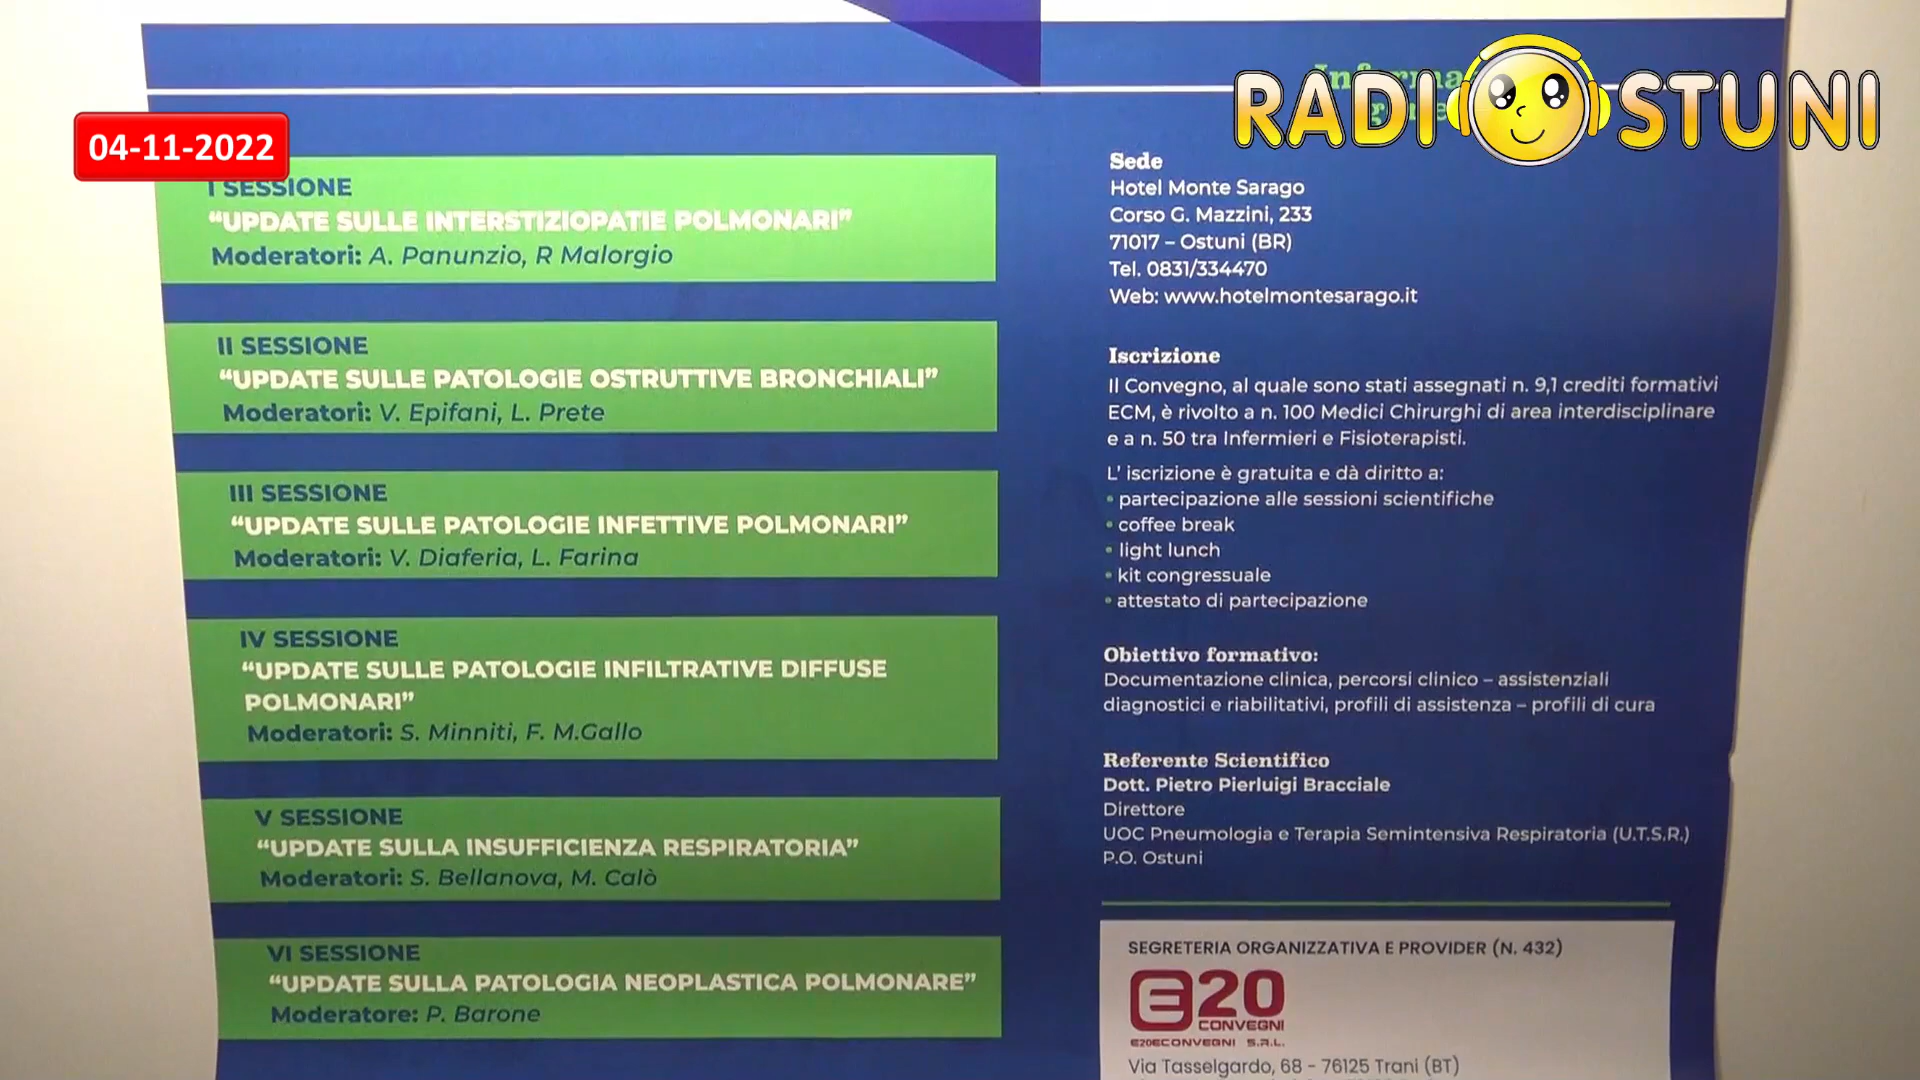 04-11-2022
RADIOSTUNI
I SESSIONE
“UPDATE SULLE INTERSTIZIOPATIE POLMONARI”
Moderatori: A. Panunzio, R Malorgio
II SESSIONE
“UPDATE SULLE PATOLOGIE OSTRUTTIVE BRONCHIALI”
Moderatori: V. Epifani, L. Prete
III SESSIONE
“UPDATE SULLE PATOLOGIE INFETTIVE POLMONARI”
Moderatori: V. Diaferia, L. Farina
IV SESSIONE
“UPDATE SULLE PATOLOGIE INFILTRATIVE DIFFUSE
POLMONARI”
Moderatori: S. Minniti, F. M.Gallo
V SESSIONE
“UPDATE SULLA INSUFFICIENZA RESPIRATORIA”
Moderatori: S. Bellanova, M. Calò
VI SESSIONE
“UPDATE SULLA PATOLOGIA NEOPLASTICA POLMONARE”
Moderatore: P. Barone
Sede
Hotel Monte Sarago
Corso G. Mazzini, 233
71017 – Ostuni (BR)
Tel. 0831/334470
Web: www.hotelmontesarago.it
Iscrizione
Il Convegno, al quale sono stati assegnati n. 9,1 crediti formativi
ECM, è rivolto a n. 100 Medici Chirurghi di area interdisciplinare
e a n. 50 tra Infermieri e Fisioterapisti.
L’ iscrizione è gratuita e dà diritto a:
• partecipazione alle sessioni scientifiche
• coffee break
• light lunch
• kit congressuale
• attestato di partecipazione
Obiettivo formativo:
Documentazione clinica, percorsi clinico – assistenziali
diagnostici e riabilitativi, profili di assistenza – profili di cura
Referente Scientifico
Dott. Pietro Pierluigi Bracciale
Direttore
UOC Pneumologia e Terapia Semintensiva Respiratoria (U.T.S.R.)
P.O. Ostuni
SEGRETERIA ORGANIZZATIVA E PROVIDER (N. 432)
e20
CONVEGNI
E20ECONVEGNI S.R.L.
Via Tasselgardo, 68 - 76125 Trani (BT)